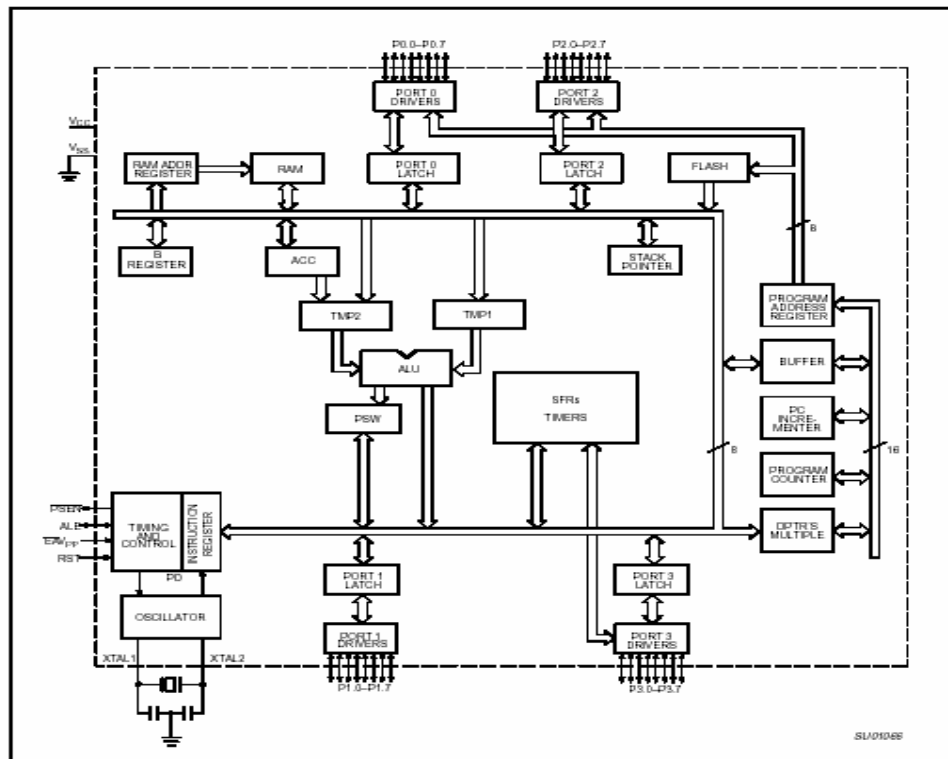 P0.0–P0.7
P2.0–P2.7
PORT 0
DRIVERS
PORT 2
DRIVERS
VCC
VSS
RAM ADDR
REGISTER
RAM
PORT 0
LATCH
PORT 2
LATCH
FLASH
8
B
REGISTER
ACC
STACK
POINTER
PROGRAM
ADDRESS
REGISTER
TMP2
TMP1
ALU
BUFFER
SFRs
TIMERS
PSW
PC
INCRE-
MENTER
8
16
PROGRAM
COUNTER
PSEN
ALE
EAVPP
RST
TIMING
AND
CONTROL
INSTRUCTION
REGISTER
DPTR'S
MULTIPLE
PD
PORT 1
LATCH
PORT 3
LATCH
OSCILLATOR
PORT 1
DRIVERS
PORT 3
DRIVERS
XTAL1
XTAL2
P1.0–P1.7
P3.0–P3.7
SU01066